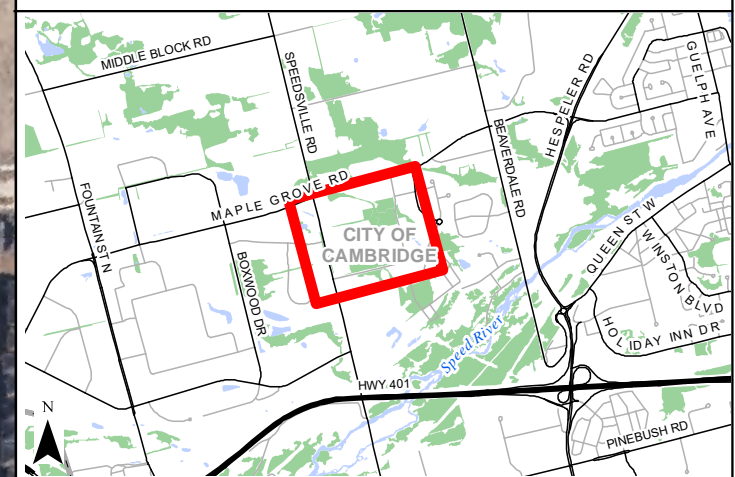 MIDDLE BLOCK RD
SPEEDSVILLE RD
HESPELER RD
GUELPH AVE
BEAVERDALE RD
MAPLE GROVE RD
FOUNTAIN ST N
CITY OF
CAMBRIDGE
QUEEN ST W
WINSTON BLVD
BOXWOOD DR
HOLIDAY INN DR
Speed River
HWY 401
N
PINEBUSH RD